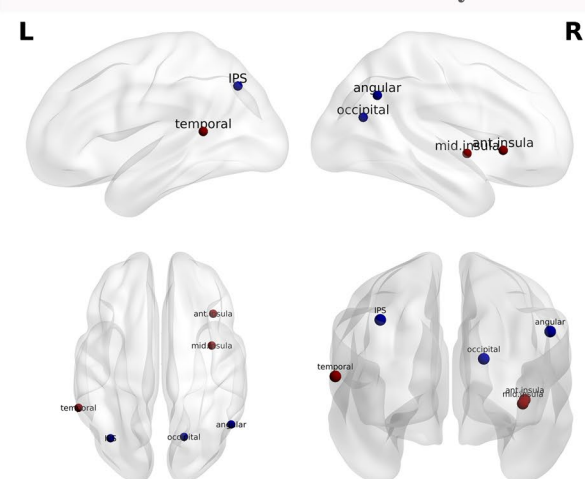 L
R
IPS
temporal
angular
occipital
mid.insula
ant.insula
ant.insula
mid.insula
temporal
IPS
occipital
angular
IPS
angular
occipital
temporal
ant.insula
mid.insula